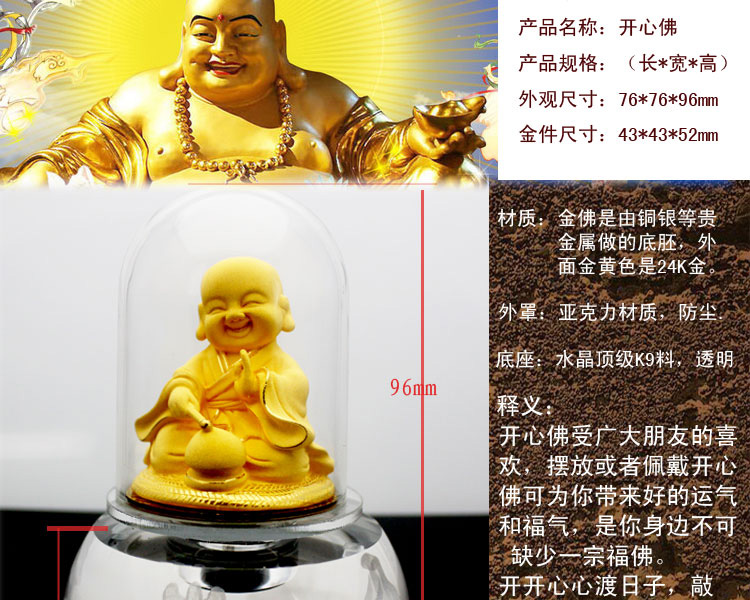 产品名称：开心佛
产品规格：（长*宽*高）
外观尺寸：76*76*96mm
金件尺寸：43*43*52mm
材质：金佛是由铜银等贵
金属做的底胚，外
面金黄色是24K金。
外罩：亚克力材质，防尘.
底座：水晶顶级K9料，透明
96mm
释义：
开心佛受广大朋友的喜
欢，摆放或者佩戴开心
佛可为你带来好的运气
和福气，是你身边不可
缺少一宗福佛。
开开心心渡日子，敲